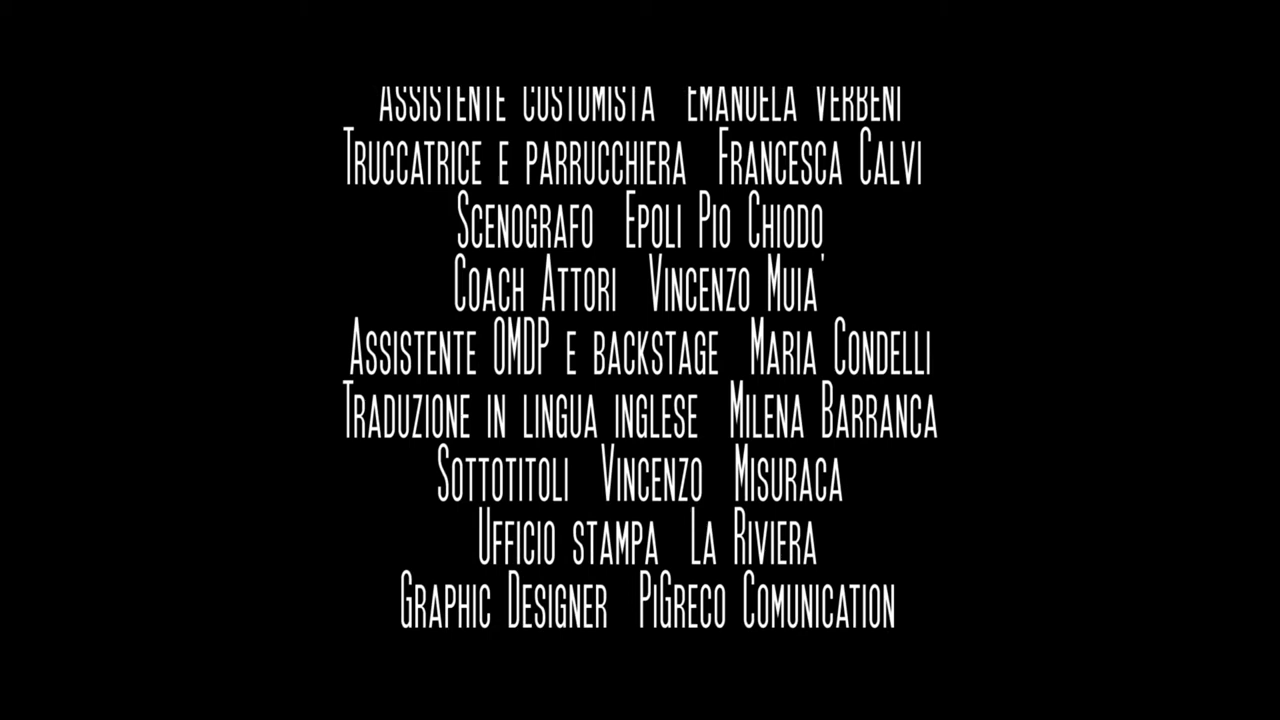 Assistente costumista Emanuela Verbeni
Truccatrice e parrucchiera Francesca Calvi
Scenografo Epoli Pio Chiodo
Coach Attori Vincenzo Muia'
Assistente OMDP e backstage Maria Condelli
Traduzione in lingua inglese Milena Barranca
Sottotitoli Vincenzo Misuraca
Ufficio stampa La Riviera
Graphic Designer PiGreco Comunication